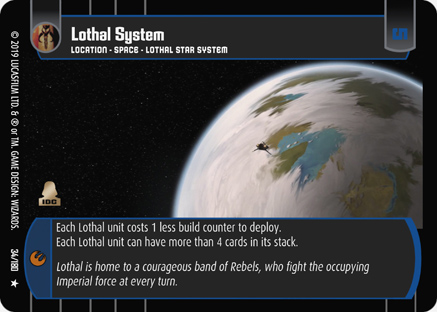 Lothal System
LOCATION - SPACE - LOTHAL STAR SYSTEM
IDC
Each Lothal unit costs 1 less build counter to deploy.
Each Lothal unit can have more than 4 cards in its stack.
Lothal is home to a courageous band of Rebels, who fight the occupying
Imperial force at every turn.
© 2019 LUCASFILM LTD. & ® or TM. GAME DESIGN: WIZARDS.
34/180